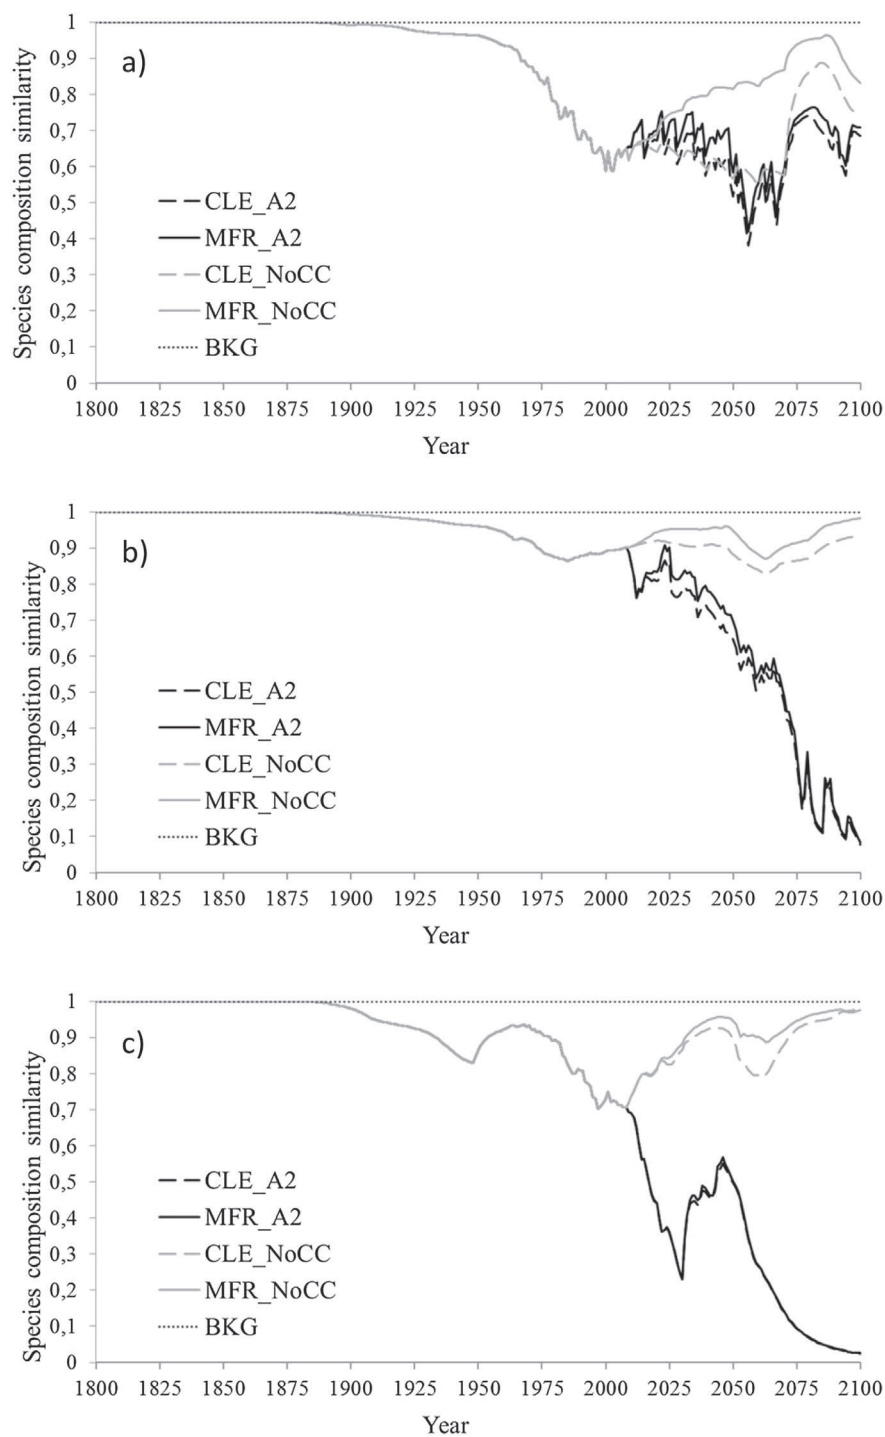 Species composition similarity
1
0,9
0,8
0,7
0,6
0,5
0,4
0,3
0,2
0,1
0
a)
CLE_A2
MFR_A2
CLE_NoCC
MFR_NoCC
BKG
1800 1825 1850 1875 1900 1925 1950 1975 2000 2025 2050 2075 2100
Year
Species composition similarity
1
0,9
0,8
0,7
0,6
0,5
0,4
0,3
0,2
0,1
0
b)
CLE_A2
MFR_A2
CLE_NoCC
MFR_NoCC
BKG
1800 1825 1850 1875 1900 1925 1950 1975 2000 2025 2050 2075 2100
Year
Species composition similarity
1
0,9
0,8
0,7
0,6
0,5
0,4
0,3
0,2
0,1
0
c)
CLE_A2
MFR_A2
CLE_NoCC
MFR_NoCC
BKG
1800 1825 1850 1875 1900 1925 1950 1975 2000 2025 2050 2075 2100
Year